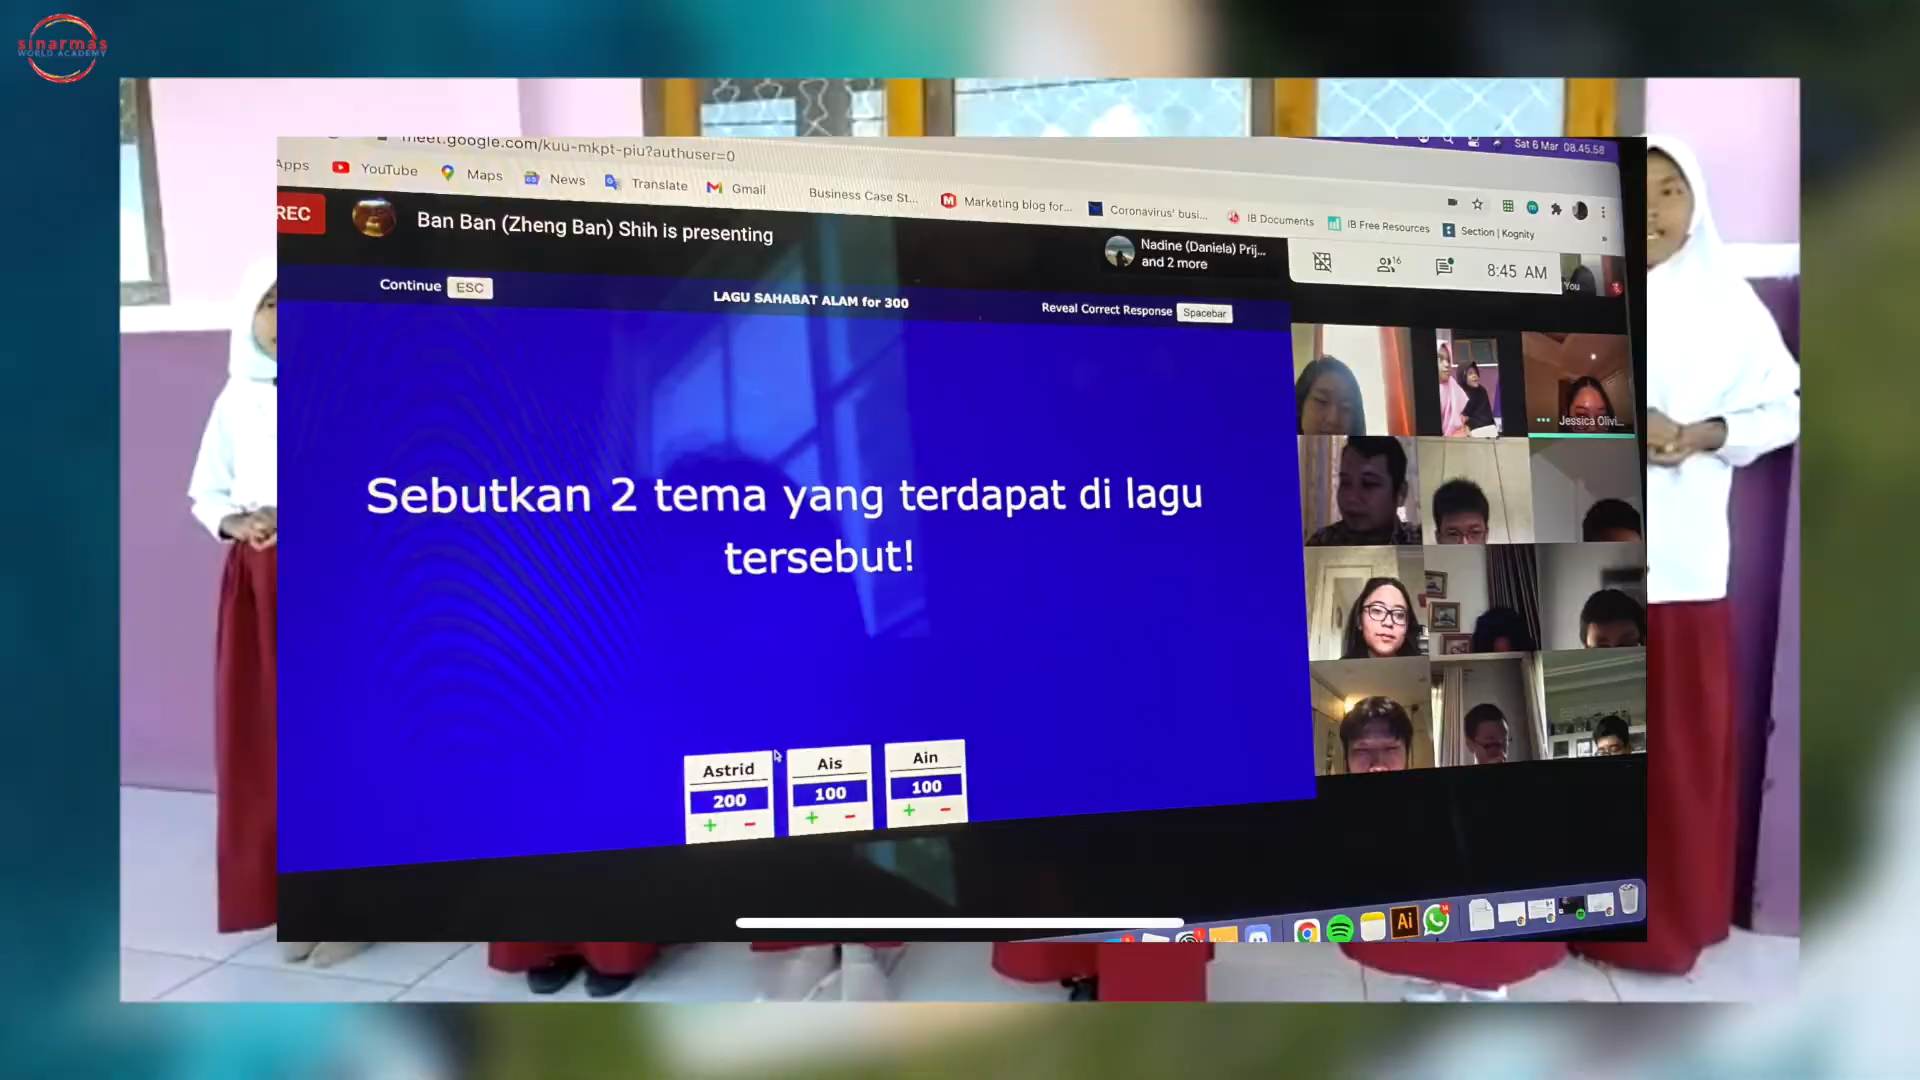 sinarmas
WORLD ACADEMY
meet.google.com/kuu-mkpt-piu?authuser=0
Sat 6 Mar 08.45.58
Apps YouTube Maps News Translate Gmail Business Case St... Marketing blog for... Coronavirus' busi... IB Documents IB Free Resources Section | Kognity
REC
Ban Ban (Zheng Ban) Shih is presenting
Nadine (Daniela) Prij...
and 2 more
16
8:45 AM
You
Continue ESC
LAGU SAHABAT ALAM for 300
Reveal Correct Response Spacebar
Jessica Olivi...
Sebutkan 2 tema yang terdapat di lagu
tersebut!
Astrid
200
+ −
Ais
100
+ −
Ain
100
+ −
Ai